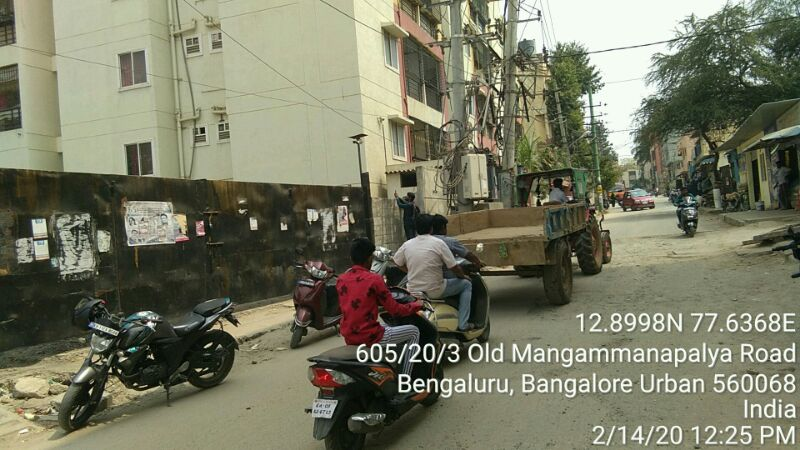 12.8998N 77.6368E
605/20/3 Old Mangammanapalya Road
Bengaluru, Bangalore Urban 560068
India
2/14/20 12:25 PM